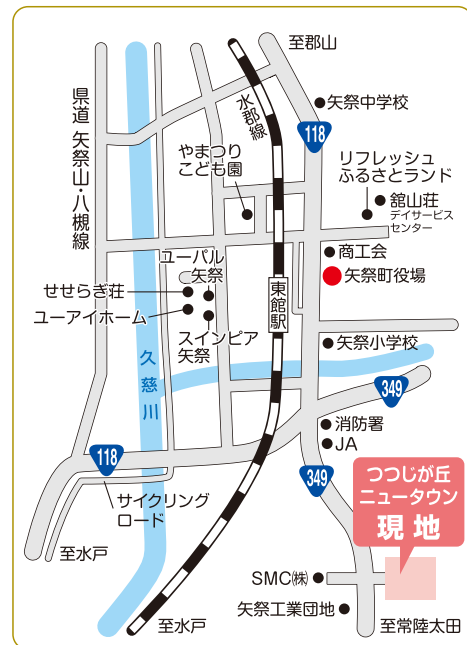 至郡山
県道 矢祭山・八槻線
水郡線
矢祭中学校
118
やまつり
こども園
リフレッシュ
ふるさとランド
舘山荘
デイサービス
センター
商工会
矢祭町役場
ユーパル
矢祭
せせらぎ荘
ユーアイホーム
スインピア
矢祭
東館駅
矢祭小学校
久慈川
349
消防署
JA
118
349
つつじが丘
ニュータウン
現地
サイクリング
ロード
至水戸
SMC㈱
至水戸
矢祭工業団地
至常陸太田